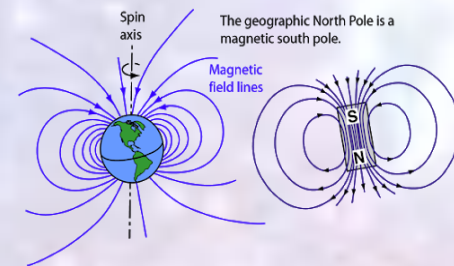 Spin
axis
The geographic North Pole is a
magnetic south pole.
Magnetic
field lines
S
N